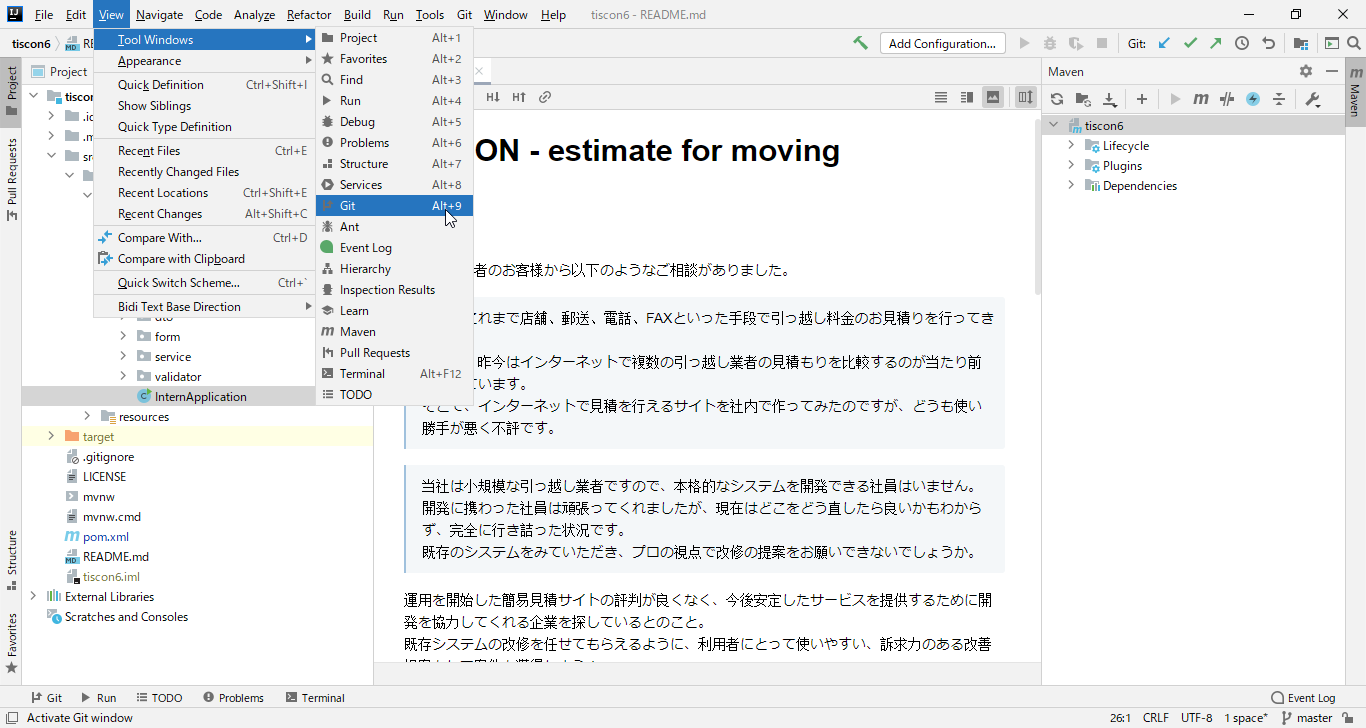 File Edit View Navigate Code Analyze Refactor Build Run Tools Git Window Help tiscon6 - README.md
tiscon6
Add Configuration...
Git:
Tool Windows
Appearance
Quick Definition Ctrl+Shift+I
Show Siblings
Quick Type Definition
Recent Files Ctrl+E
Recently Changed Files
Recent Locations Ctrl+Shift+E
Recent Changes Alt+Shift+C
Compare With... Ctrl+D
Compare with Clipboard
Quick Switch Scheme... Ctrl+`
Bidi Text Base Direction
Project Alt+1
Favorites Alt+2
Find Alt+3
Run Alt+4
Debug Alt+5
Problems Alt+6
Structure Alt+7
Services Alt+8
Git Alt+9
Ant
Event Log
Hierarchy
Inspection Results
Learn
Maven
Pull Requests
Terminal Alt+F12
TODO
Project
Pull Requests
Structure
Favorites
Project
form
service
validator
InternApplication
resources
target
.gitignore
LICENSE
mvnw
mvnw.cmd
pom.xml
README.md
tiscon6.iml
External Libraries
Scratches and Consoles
ON - estimate for moving
者のお客様から以下のようなご相談がありました。
これまで店舗、郵送、電話、FAXといった手段で引っ越し料金のお見積りを行ってき
昨今はインターネットで複数の引っ越し業者の見積もりを比較するのが当たり前
います。
そこで、インターネットで見積を行えるサイトを社内で作ってみたのですが、どうも使い
勝手が悪く不評です。
当社は小規模な引っ越し業者ですので、本格的なシステムを開発できる社員はいません。
開発に携わった社員は頑張ってくれましたが、現在はどこをどう直したら良いかもわから
ず、完全に行き詰った状況です。
既存のシステムをみていただき、プロの視点で改修の提案をお願いできないでしょうか。
運用を開始した簡易見積サイトの評判が良くなく、今後安定したサービスを提供するために開
発を協力してくれる企業を探しているとのこと。
既存システムの改修を任せてもらえるように、利用者にとって使いやすい、訴求力のある改善
Maven
tiscon6
Lifecycle
Plugins
Dependencies
Maven
Git Run TODO Problems Terminal Event Log
Activate Git window 26:1 CRLF UTF-8 1 space* master